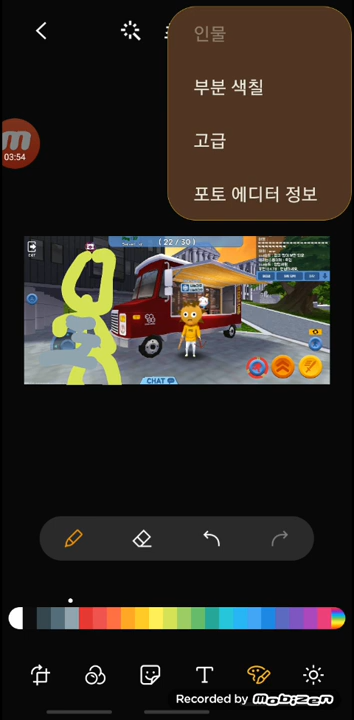 인물
부분 색칠
고급
포토 에디터 정보
03:54
EXIT
( 22 / 30 )
CHAT
T
Recorded by mobizen